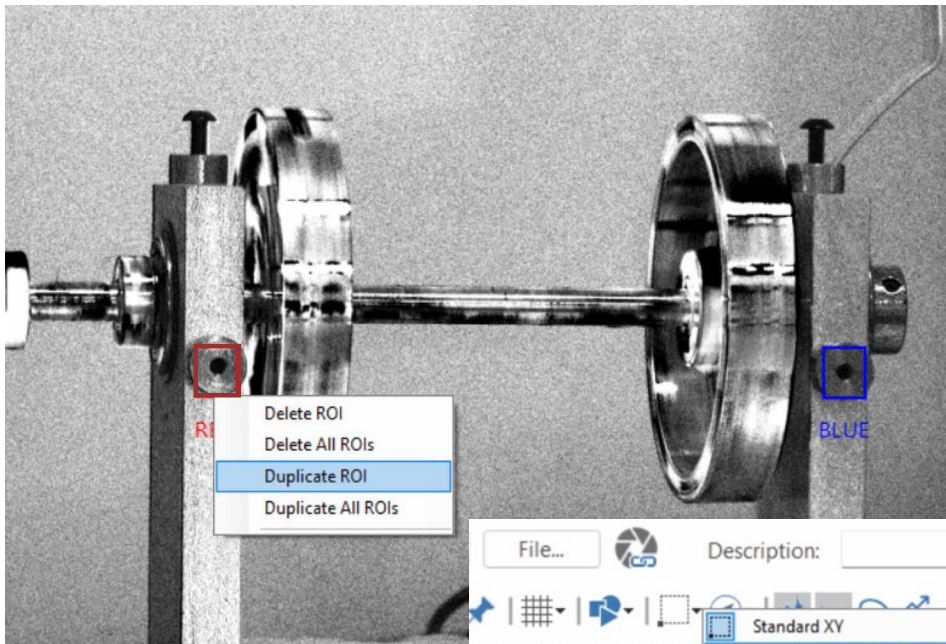 Delete ROI
Delete All ROIs
Duplicate ROI
Duplicate All ROIs
BLUE
File...
Description:
Standard XY